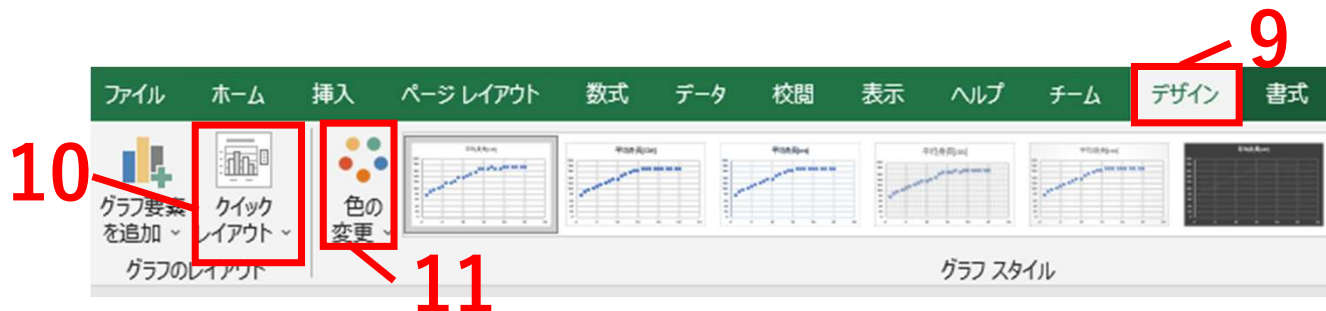 9
ファイル ホーム 挿入 ページ レイアウト 数式 データ 校閲 表示 ヘルプ チーム デザイン 書式
10
グラフ要素
を追加
クイック
レイアウト
色の
変更
グラフのレイアウト
グラフ スタイル
11